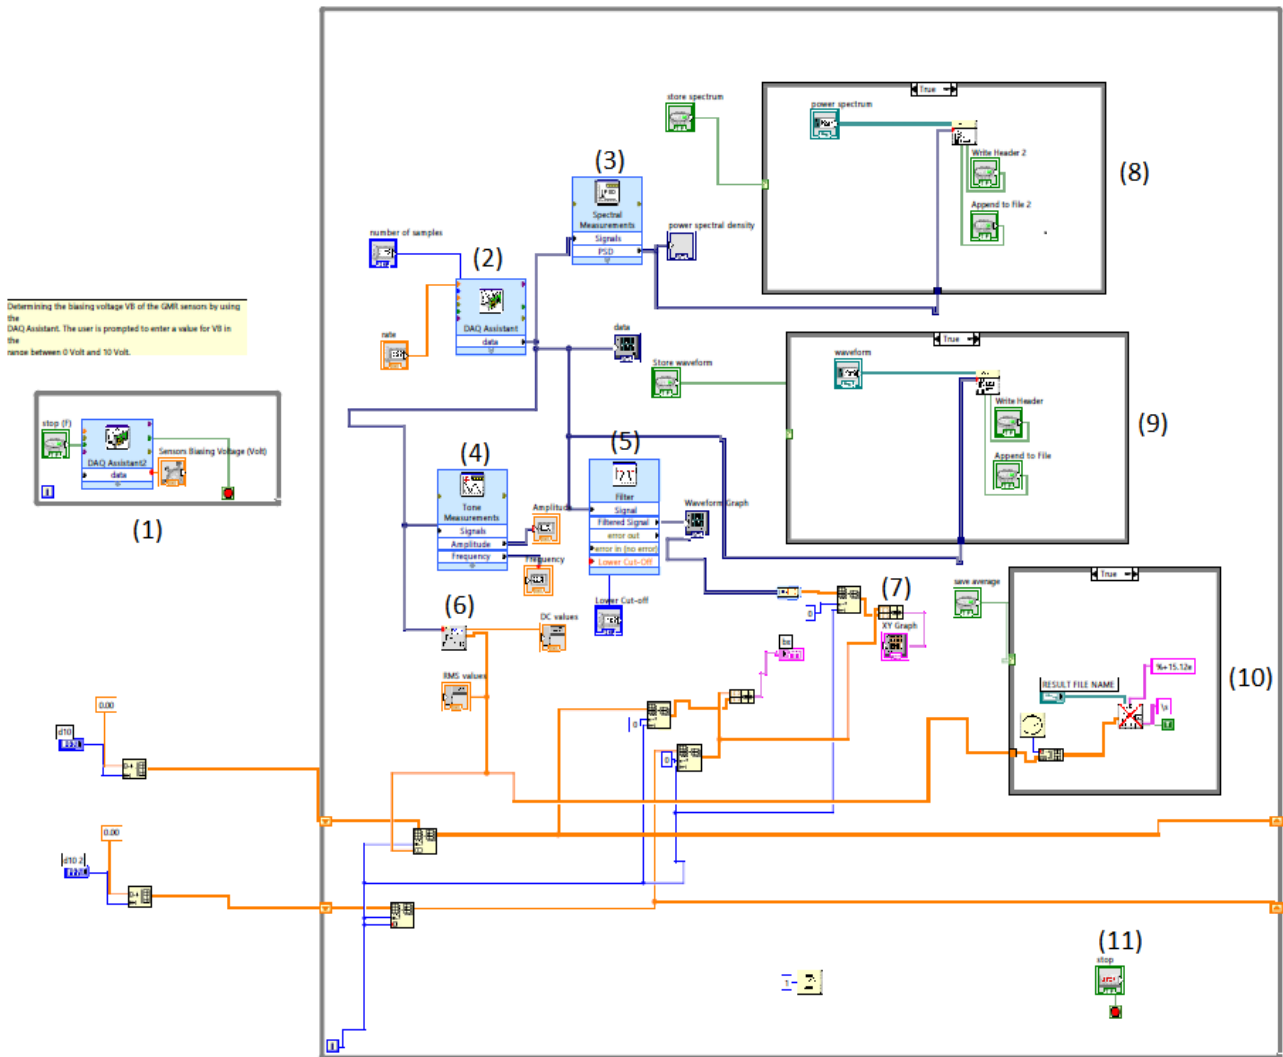 True
store spectrum
power spectrum
(3)
Write Header 2
(8)
Spectral
Measurements
Signals
PSD
Append to File 2
power spectral density
number of samples
(2)
DAQ Assistant
data
rate
data
Determining the biasing voltage VB of the GMR sensors by using
the
DAQ Assistant. The user is prompted to enter a value for VB in
the
range between 0 Volt and 10 Volt.
True
Store waveform
waveform
Write Header
(9)
Append to File
stop (F)
DAQ Assistant2
data
Sensors Biasing Voltage (Volt)
i
(1)
(4)
Tone
Measurements
Signals
Amplitude
Frequency
Amplitude
Frequency
(5)
Filter
Signal
Filtered Signal
error out
error in (no error)
Lower Cut-Off
Waveform Graph
Lower Cut-off
True
save average
(7)
0
XY Graph
(6)
DC values
RMS values
%+15.12e
RESULT FILE NAME
(10)
0
0
0.00
d10
0.00
d10 2
(11)
stop
1
i